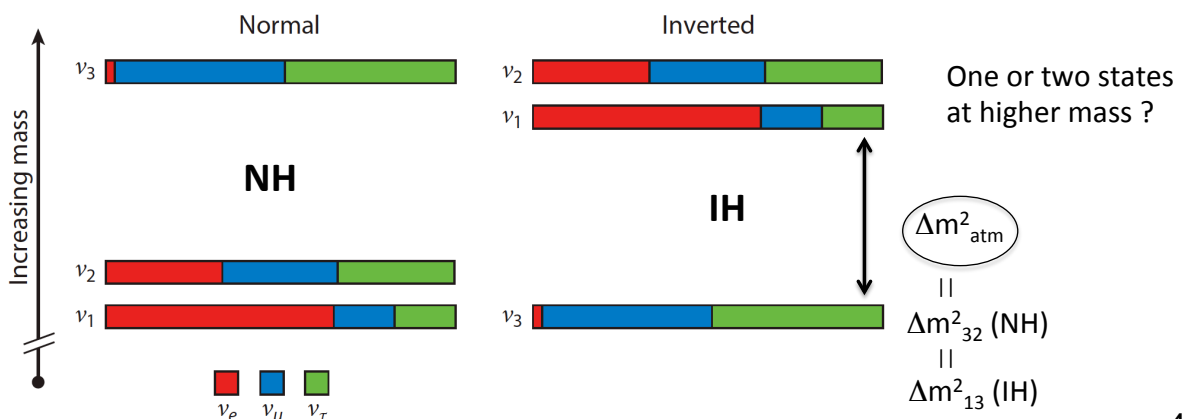 Normal
Inverted
Increasing mass
ν3
ν2
ν1
NH
ν2
ν1
ν3
IH
One or two states
at higher mass ?
Δm²atm
=
Δm²32 (NH)
=
Δm²13 (IH)
νe νμ ντ